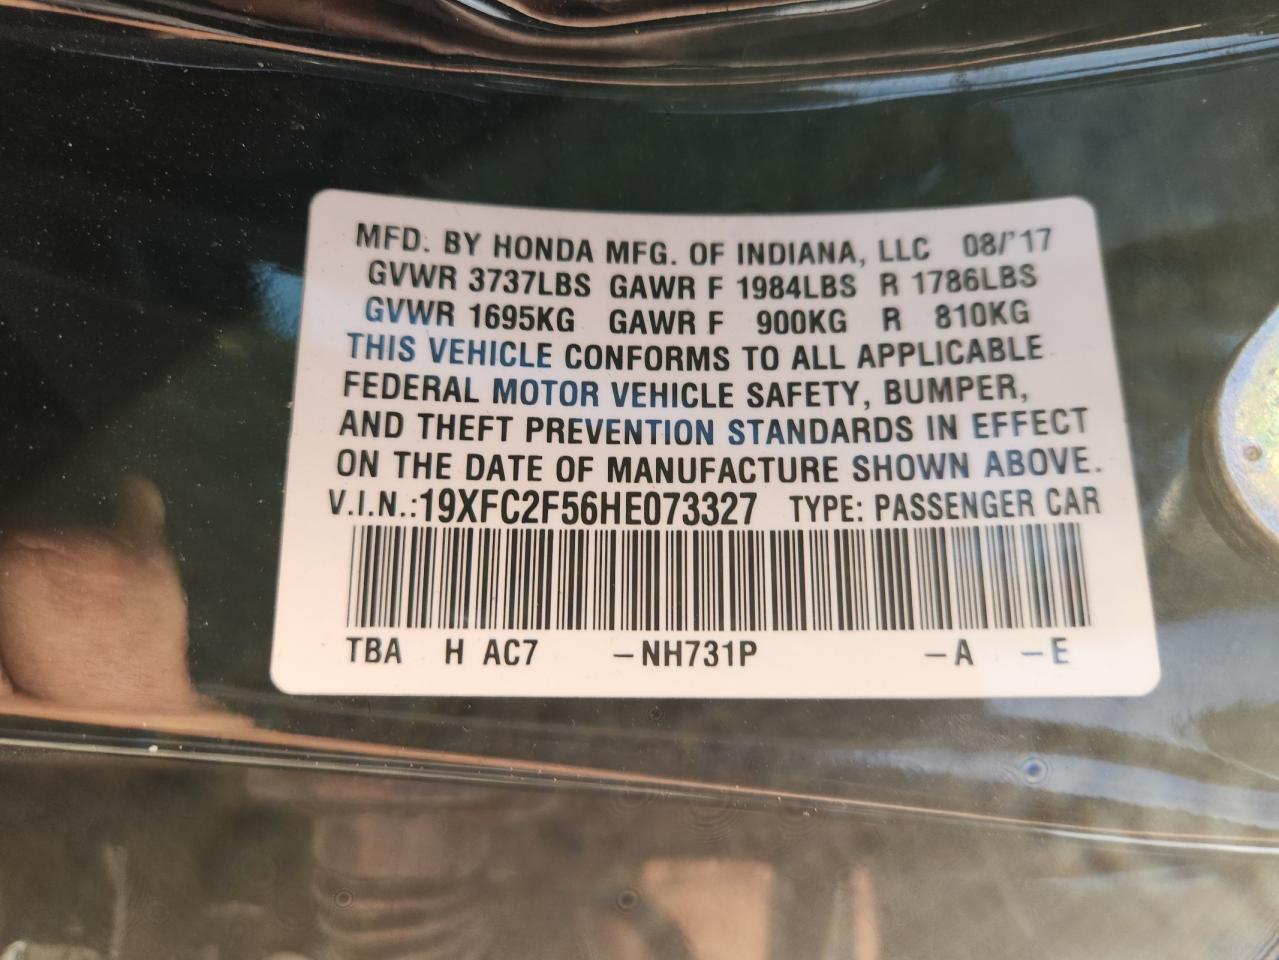 MFD. BY HONDA MFG. OF INDIANA, LLC 08/'17
GVWR 3737LBS GAWR F 1984LBS R 1786LBS
GVWR 1695KG GAWR F 900KG R 810KG
THIS VEHICLE CONFORMS TO ALL APPLICABLE
FEDERAL MOTOR VEHICLE SAFETY, BUMPER,
AND THEFT PREVENTION STANDARDS IN EFFECT
ON THE DATE OF MANUFACTURE SHOWN ABOVE.
V.I.N.:19XFC2F56HE073327 TYPE: PASSENGER CAR
TBA H AC7 –NH731P –A –E